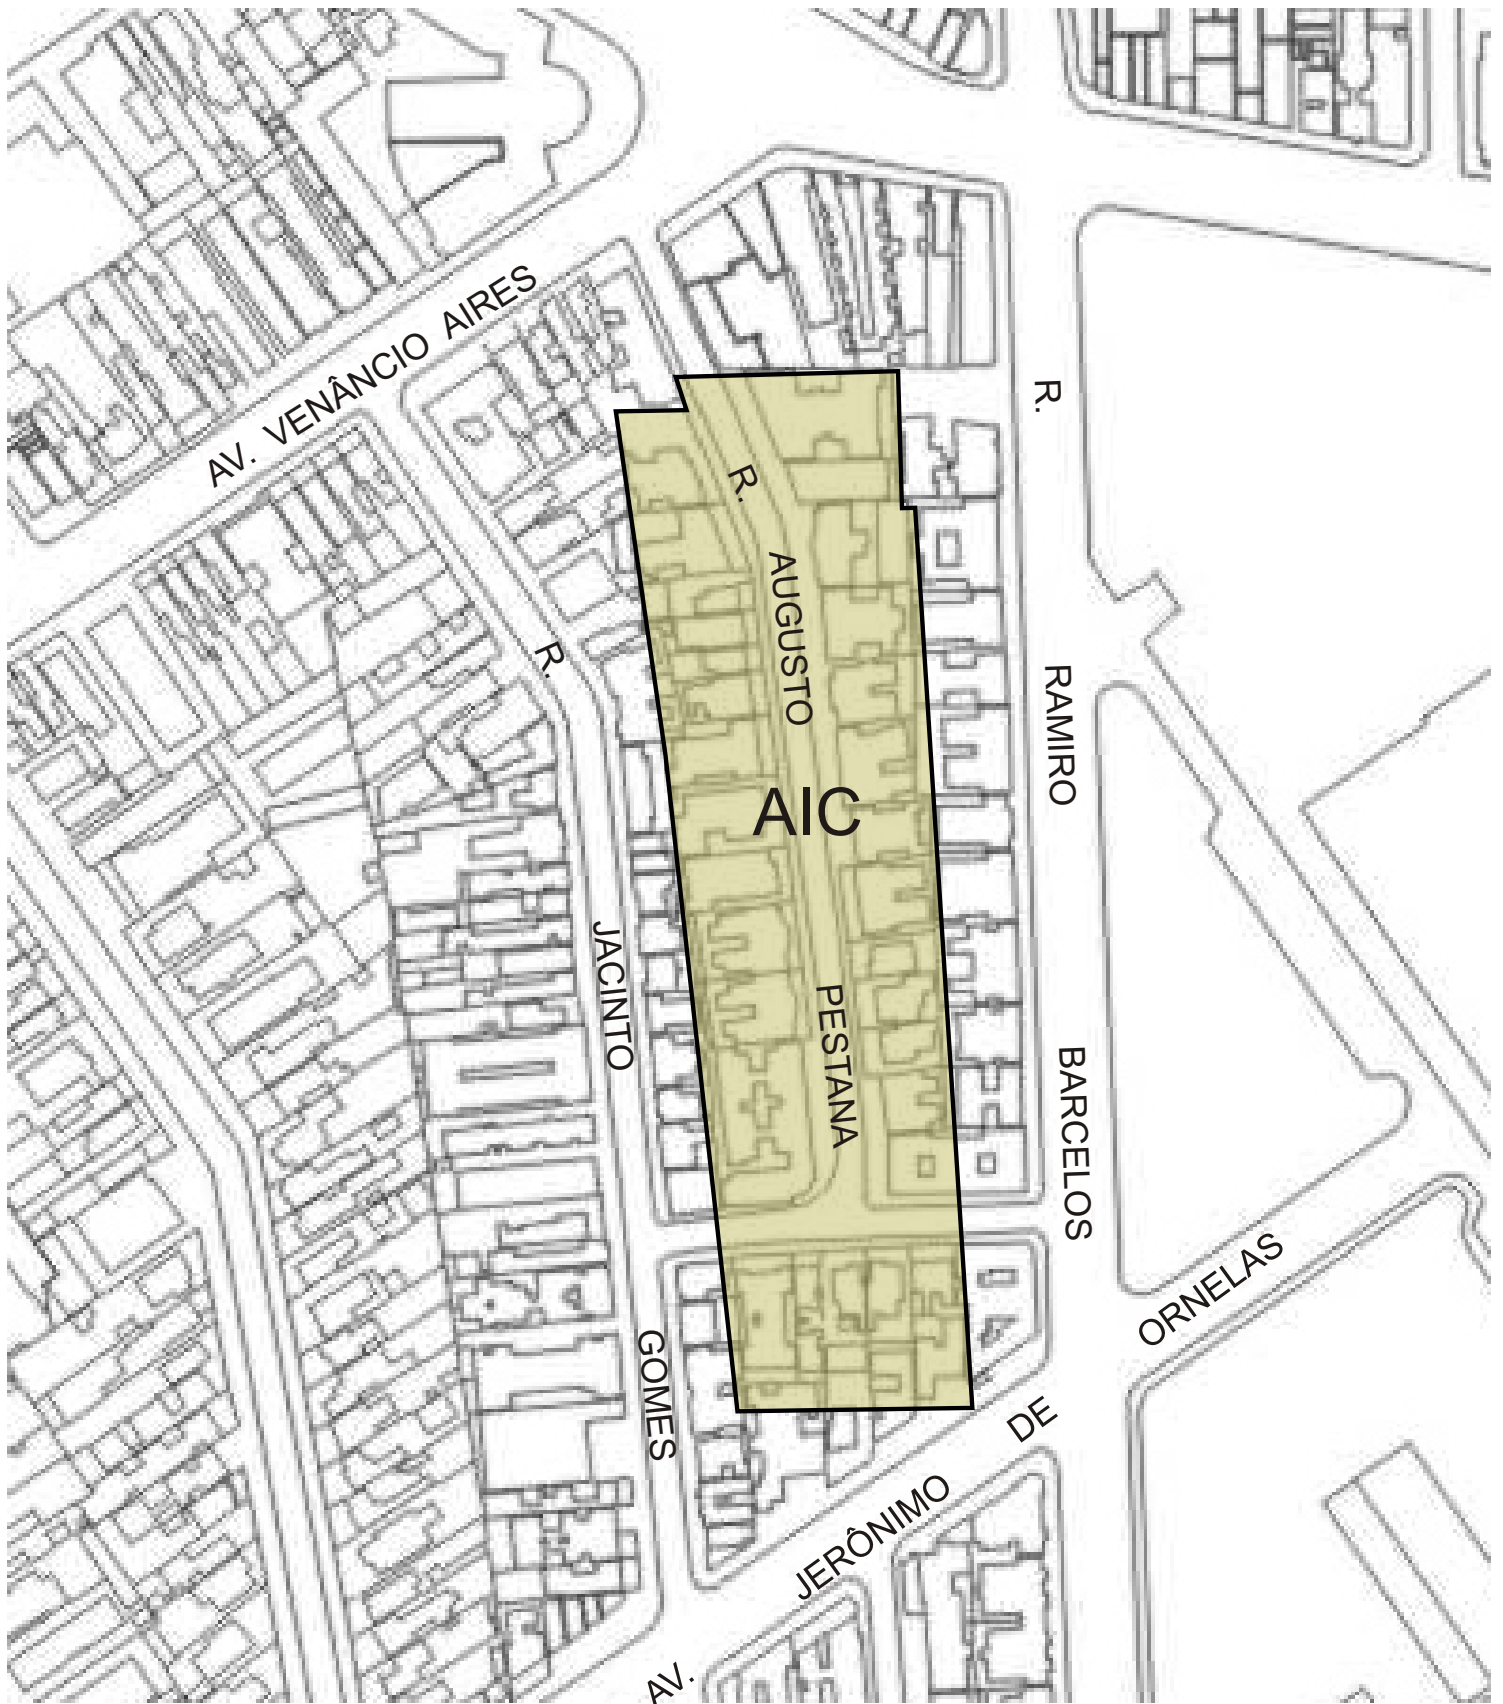 AV. VENÂNCIO AIRES
R. AUGUSTO PESTANA
AIC
R. RAMIRO BARCELOS
R. JACINTO GOMES
AV. JERÔNIMO DE ORNELAS